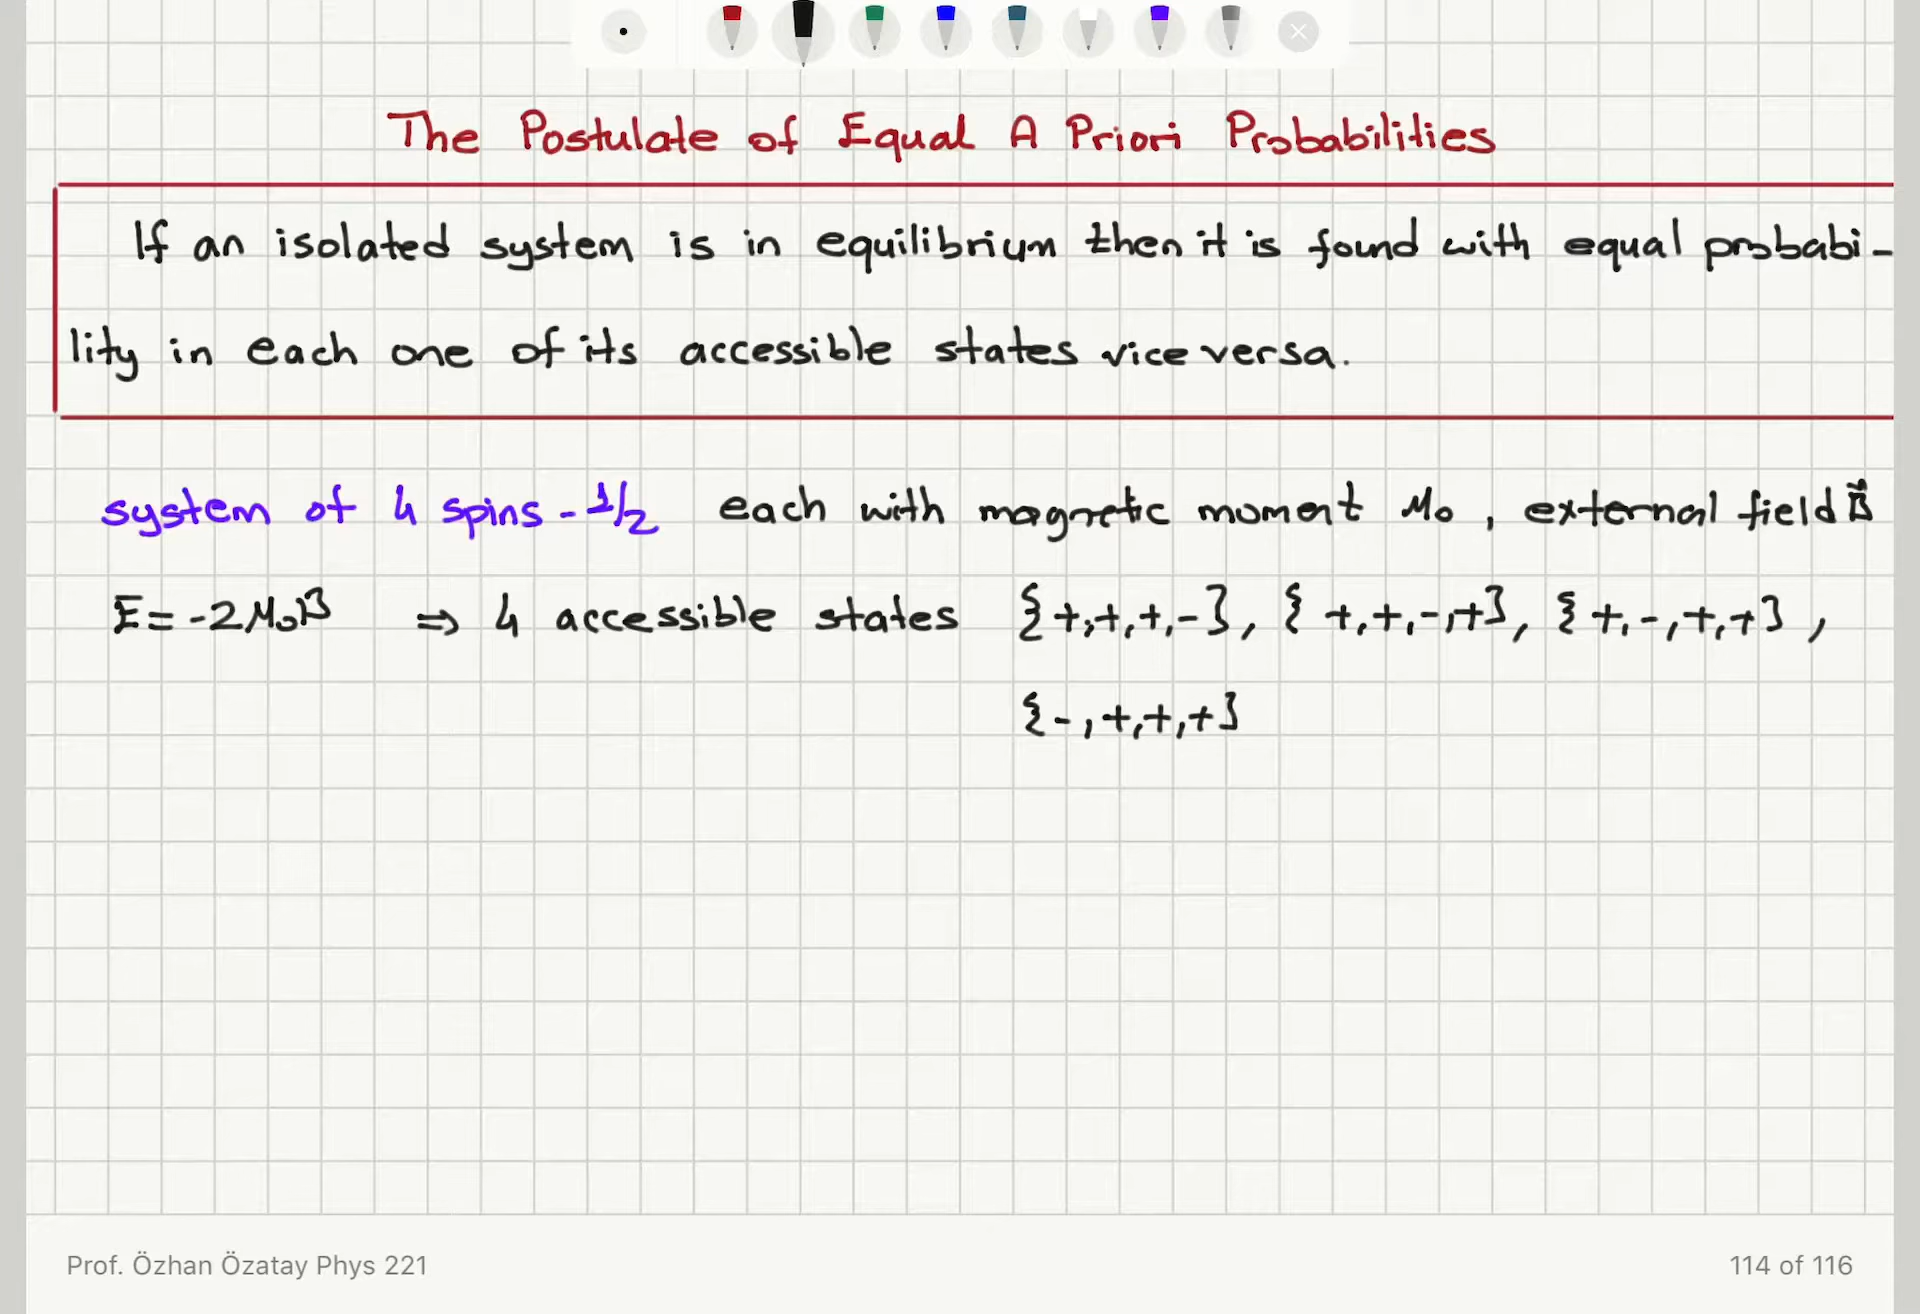 The Postulate of Equal A Priori Probabilities
If an isolated system is in equilibrium then it is found with equal probabi-
lity in each one of its accessible states vice versa.
system of 4 spins-1/2 each with magnetic moment μ₀, external field B⃗
E=-2μ₀B ⇒ 4 accessible states {+,+,+,-}, {+,+,-,+}, {+,-,+,+},
{-,+,+,+}
Prof. Özhan Özatay Phys 221
114 of 116